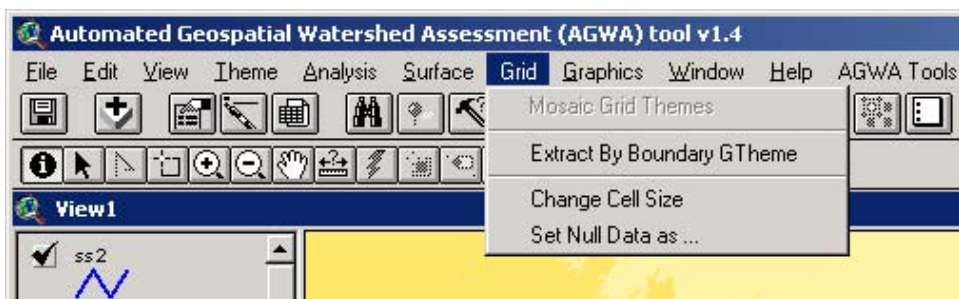 Automated Geospatial Watershed Assessment (AGWA) tool v1.4
File Edit View Theme Analysis Surface Grid Graphics Window Help AGWA Tools
Mosaic Grid Themes
Extract By Boundary GTheme
Change Cell Size
Set Null Data as ...
View1
ss2